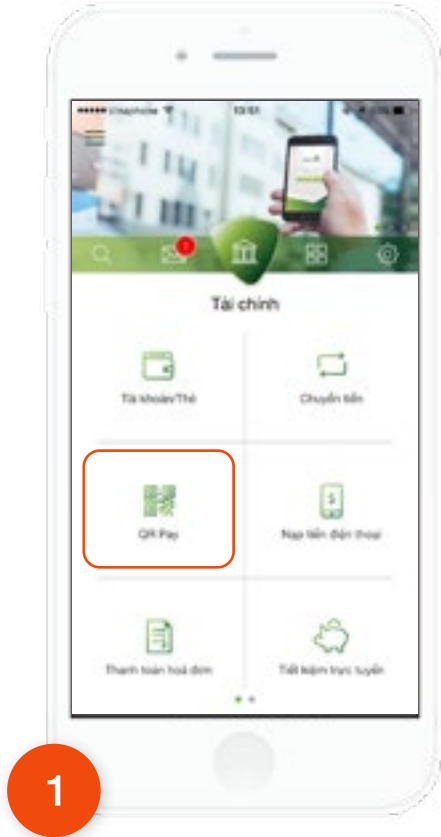 Tài chính
Tài khoản/Thẻ
Chuyển tiền
QR Pay
Nạp tiền điện thoại
Thanh toán hoá đơn
Tiết kiệm trực tuyến
1